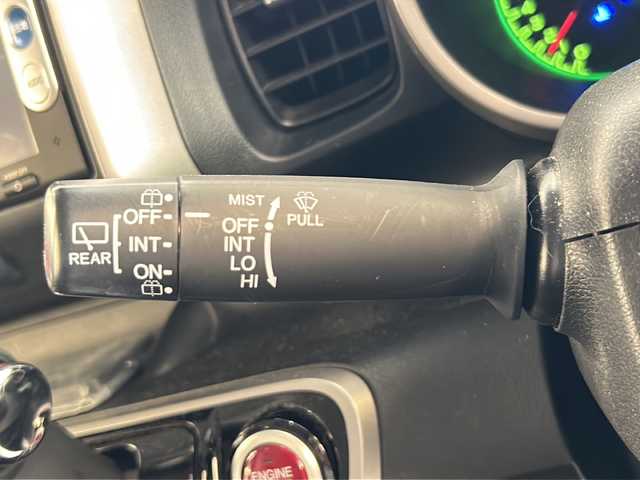 MIST
PULL
OFF
OFF
INT
INT
REAR
LO
ON
HI
ENGINE